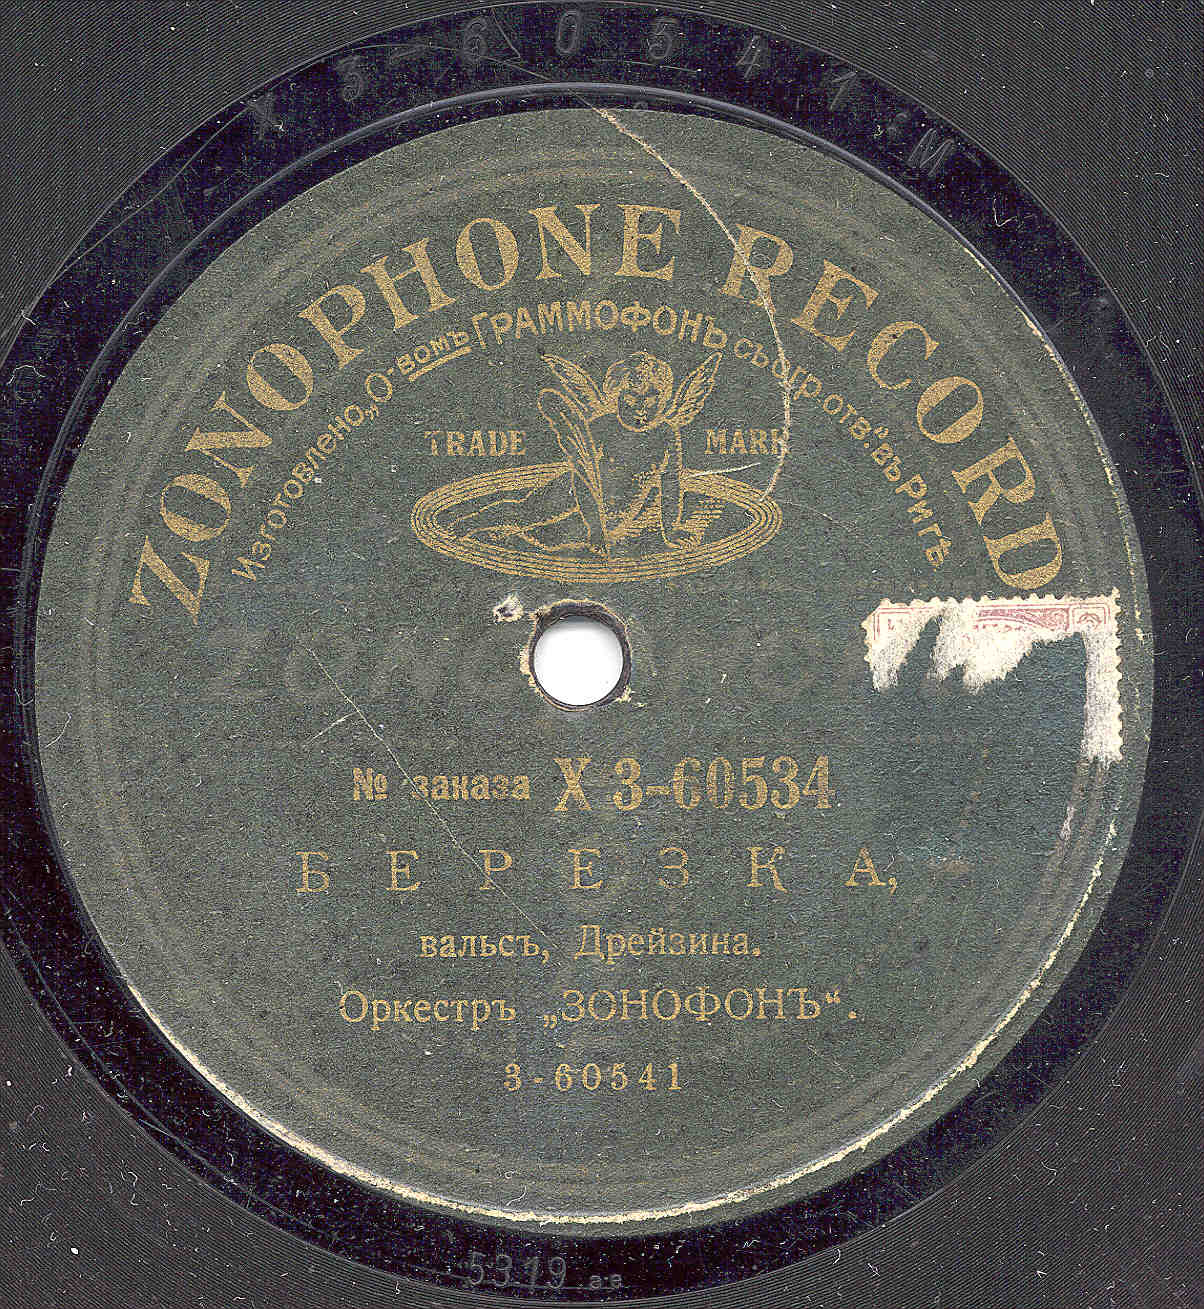 X 3-60541 M
ZONOPHONE RECORD
Изготовлено „О-вомъ ГРАММОФОНЪ съ огр. отв.“ въ Ригѣ
TRADE MARK
№ заказа X 3-60534
БЕРЕЗКА,
вальсъ, Дрейзина.
Оркестръ „ЗОНОФОНЪ“.
3-60541
5319 ae